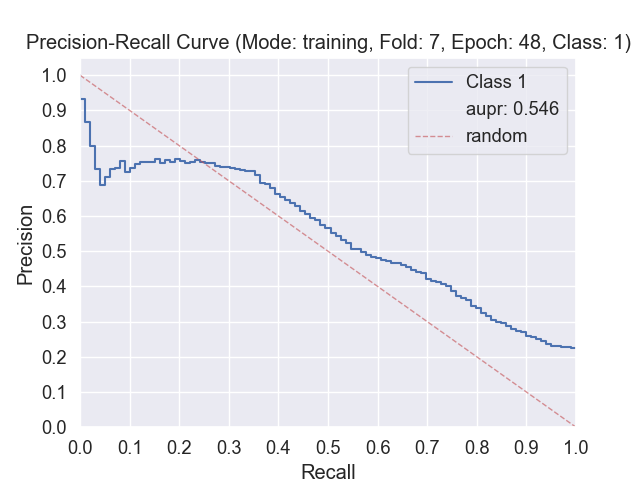 Precision-Recall Curve (Mode: training, Fold: 7, Epoch: 48, Class: 1)
1.0
0.9
0.8
0.7
0.6
0.5
0.4
0.3
0.2
0.1
0.0
Precision
Class 1
aupr: 0.546
random
0.0 0.1 0.2 0.3 0.4 0.5 0.6 0.7 0.8 0.9 1.0
Recall